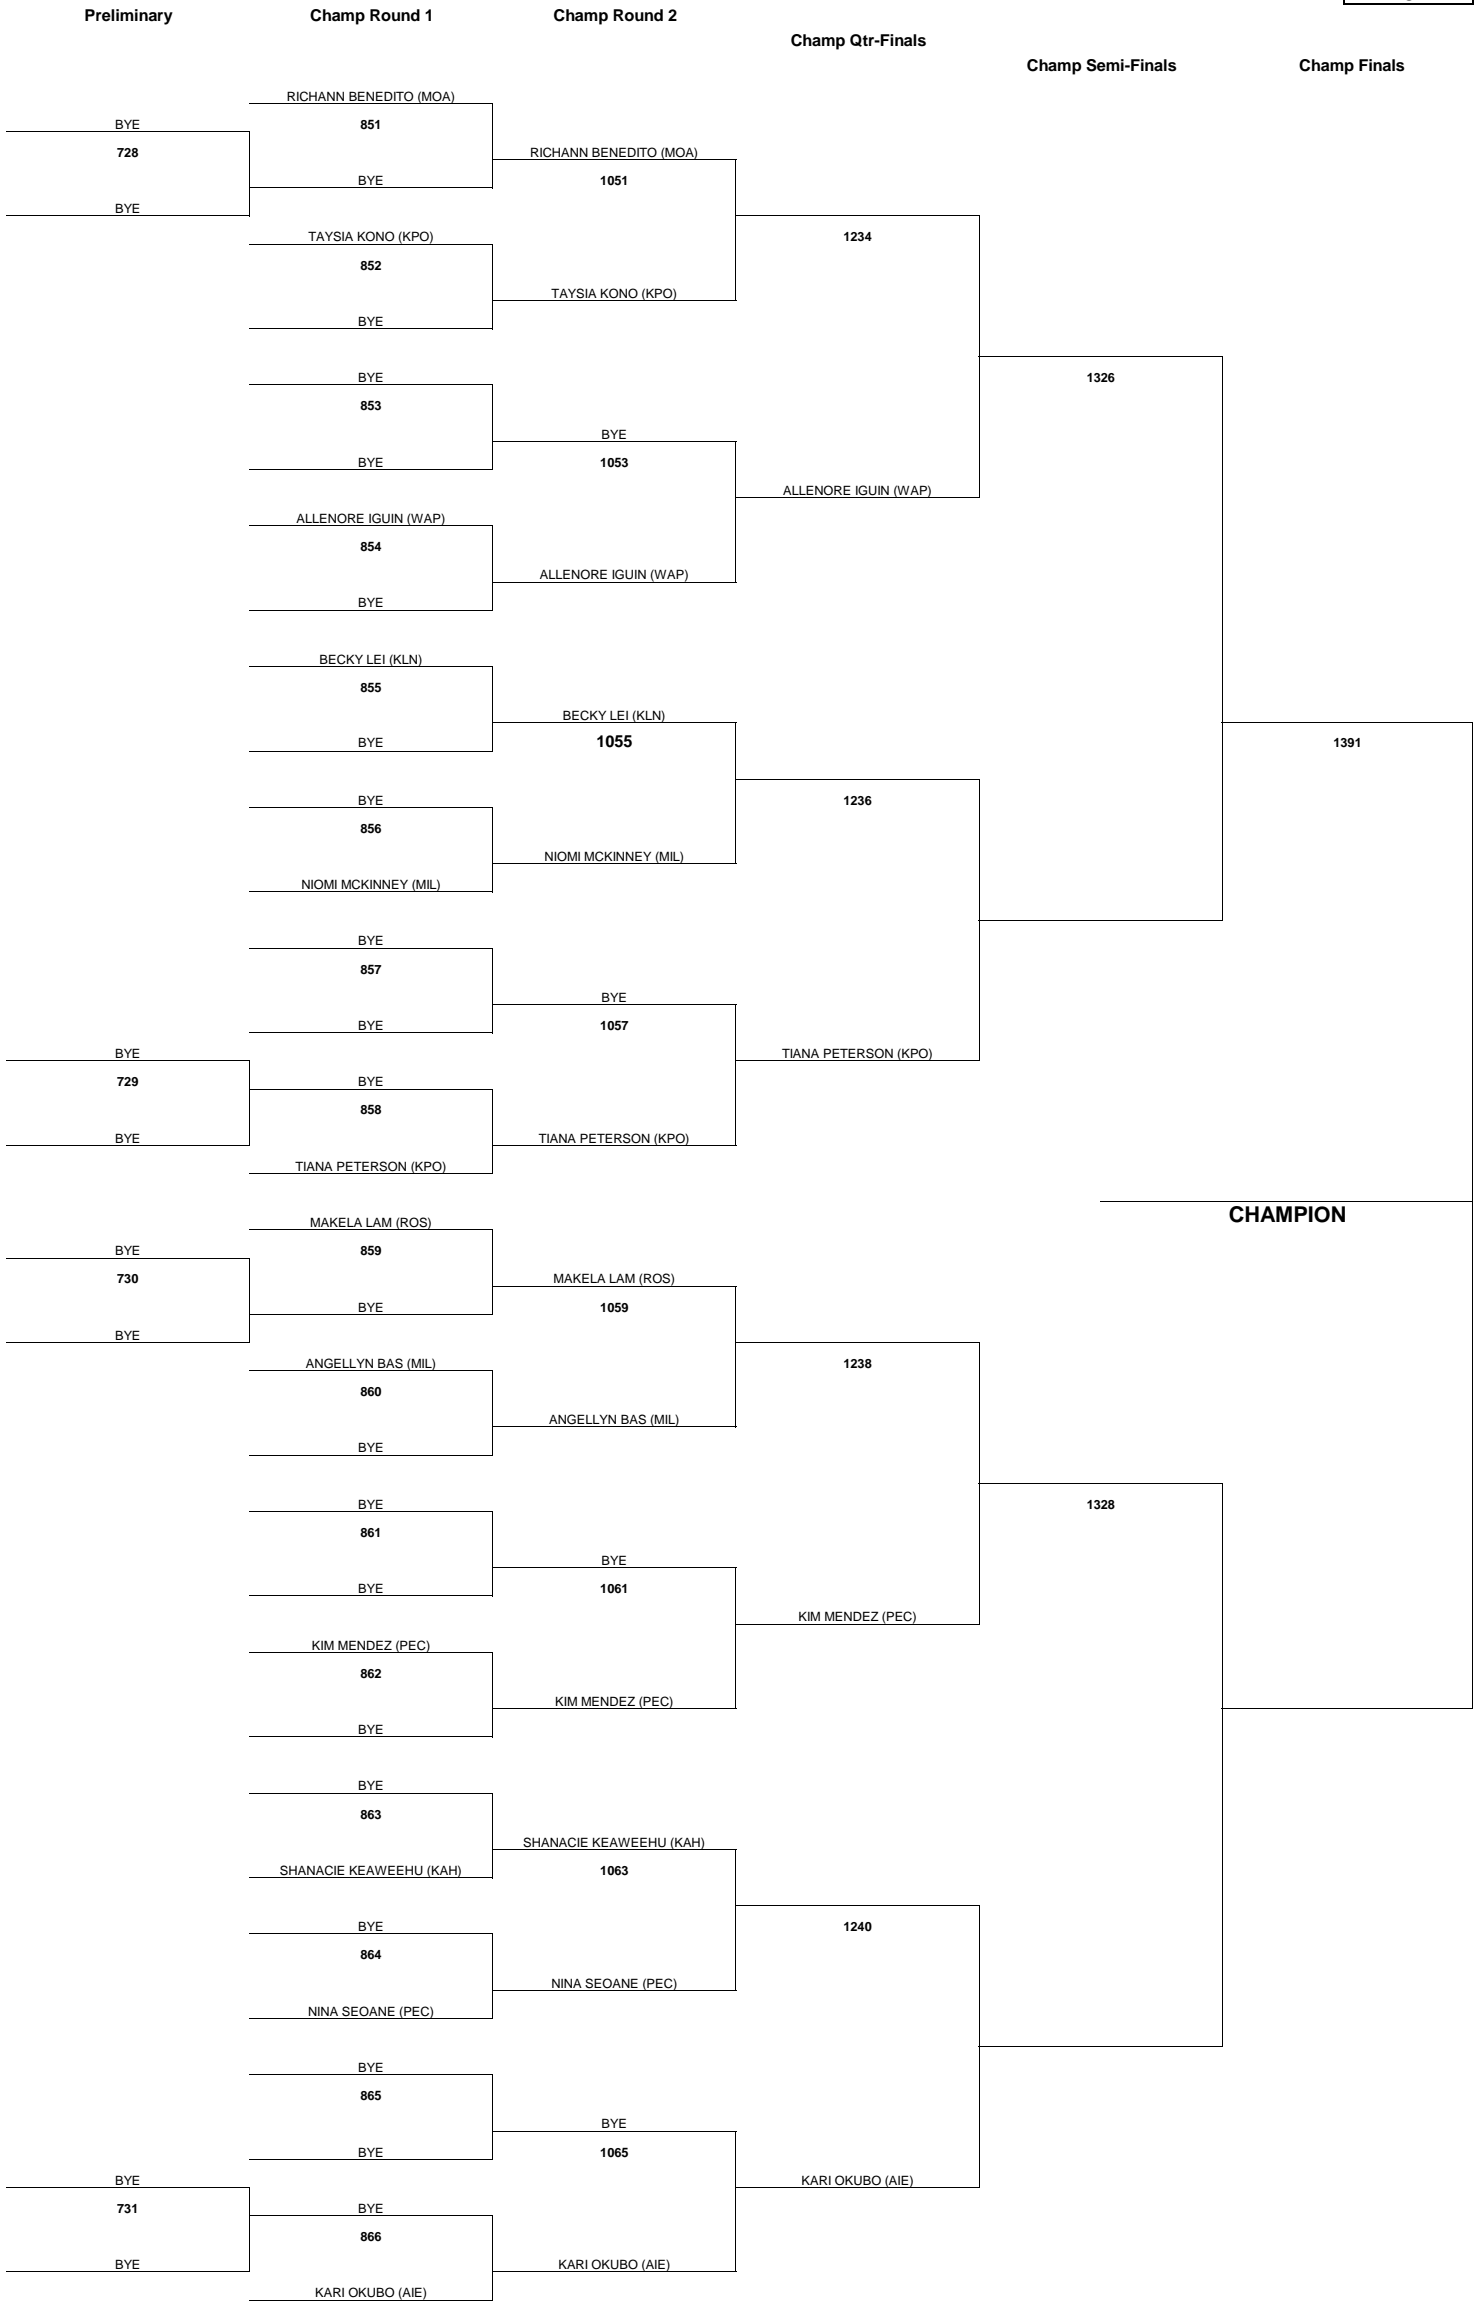 Preliminary
Champ Round 1
Champ Round 2
Champ Qtr-Finals
Champ Semi-Finals
Champ Finals
RICHANN BENEDITO (MOA)
BYE
851
728
RICHANN BENEDITO (MOA)
BYE
1051
BYE
TAYSIA KONO (KPO)
1234
852
TAYSIA KONO (KPO)
BYE
BYE
1326
853
BYE
BYE
1053
ALLENORE IGUIN (WAP)
ALLENORE IGUIN (WAP)
854
ALLENORE IGUIN (WAP)
BYE
BECKY LEI (KLN)
855
BECKY LEI (KLN)
BYE
1055
1391
BYE
1236
856
NIOMI MCKINNEY (MIL)
NIOMI MCKINNEY (MIL)
BYE
857
BYE
BYE
1057
BYE
TIANA PETERSON (KPO)
729
BYE
858
BYE
TIANA PETERSON (KPO)
TIANA PETERSON (KPO)
CHAMPION
MAKELA LAM (ROS)
BYE
859
730
MAKELA LAM (ROS)
BYE
1059
BYE
ANGELLYN BAS (MIL)
1238
860
ANGELLYN BAS (MIL)
BYE
BYE
1328
861
BYE
BYE
1061
KIM MENDEZ (PEC)
KIM MENDEZ (PEC)
862
KIM MENDEZ (PEC)
BYE
BYE
863
SHANACIE KEAWEEHU (KAH)
SHANACIE KEAWEEHU (KAH)
1063
BYE
1240
864
NINA SEOANE (PEC)
NINA SEOANE (PEC)
BYE
865
BYE
BYE
1065
BYE
KARI OKUBO (AIE)
731
BYE
866
BYE
KARI OKUBO (AIE)
KARI OKUBO (AIE)